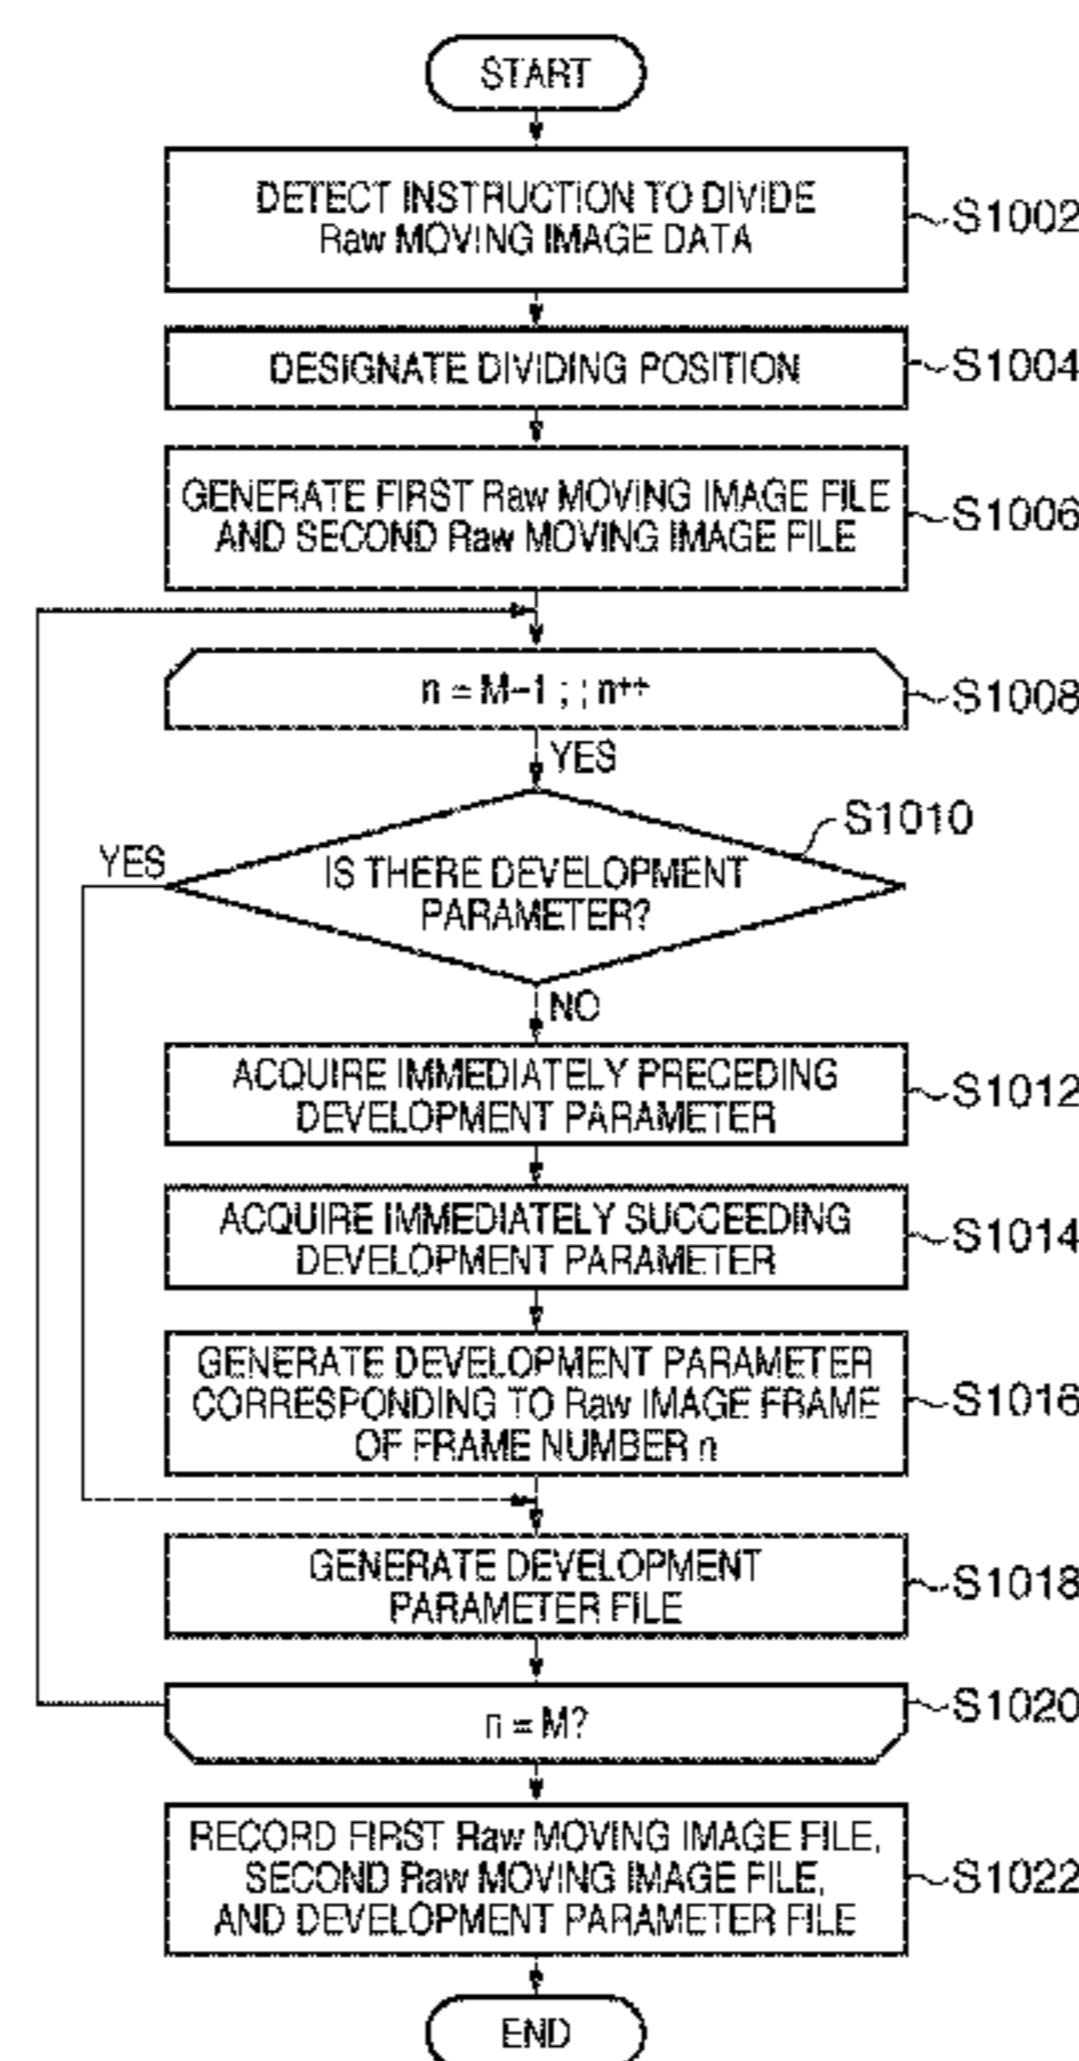 START
DETECT INSTRUCTION TO DIVIDE
Raw MOVING IMAGE DATA
S1002
DESIGNATE DIVIDING POSITION
S1004
GENERATE FIRST Raw MOVING IMAGE FILE
AND SECOND Raw MOVING IMAGE FILE
S1006
n = M-1 ; ; n++
S1008
YES
S1010
YES
IS THERE DEVELOPMENT
PARAMETER?
NO
ACQUIRE IMMEDIATELY PRECEDING
DEVELOPMENT PARAMETER
S1012
ACQUIRE IMMEDIATELY SUCCEEDING
DEVELOPMENT PARAMETER
S1014
GENERATE DEVELOPMENT PARAMETER
CORRESPONDING TO Raw IMAGE FRAME
OF FRAME NUMBER n
S1016
GENERATE DEVELOPMENT
PARAMETER FILE
S1018
n = M?
S1020
RECORD FIRST Raw MOVING IMAGE FILE,
SECOND Raw MOVING IMAGE FILE,
AND DEVELOPMENT PARAMETER FILE
S1022
END